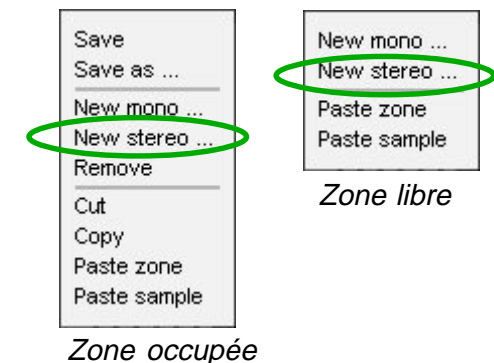 Save
Save as ...
New mono ...
New stereo ...
Remove
Cut
Copy
Paste zone
Paste sample
Zone occupée
New mono ...
New stereo ...
Paste zone
Paste sample
Zone libre